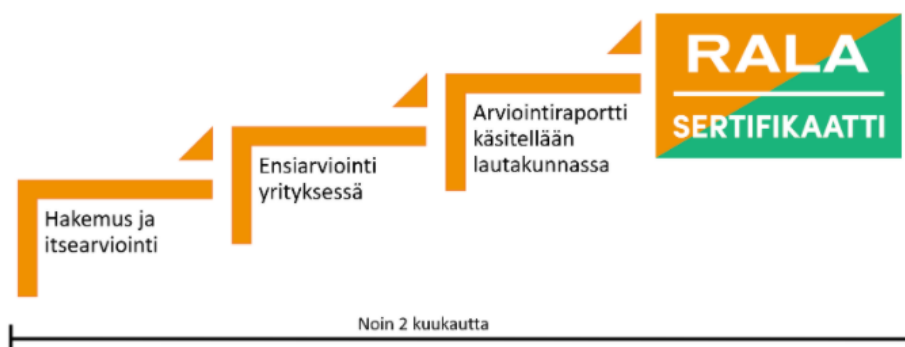 Hakemus ja
itsearviointi
Ensiarviointi
yrityksessä
Arviointiraportti
käsitellään
lautakunnassa
RALA
SERTIFIKAATTI
Noin 2 kuukautta